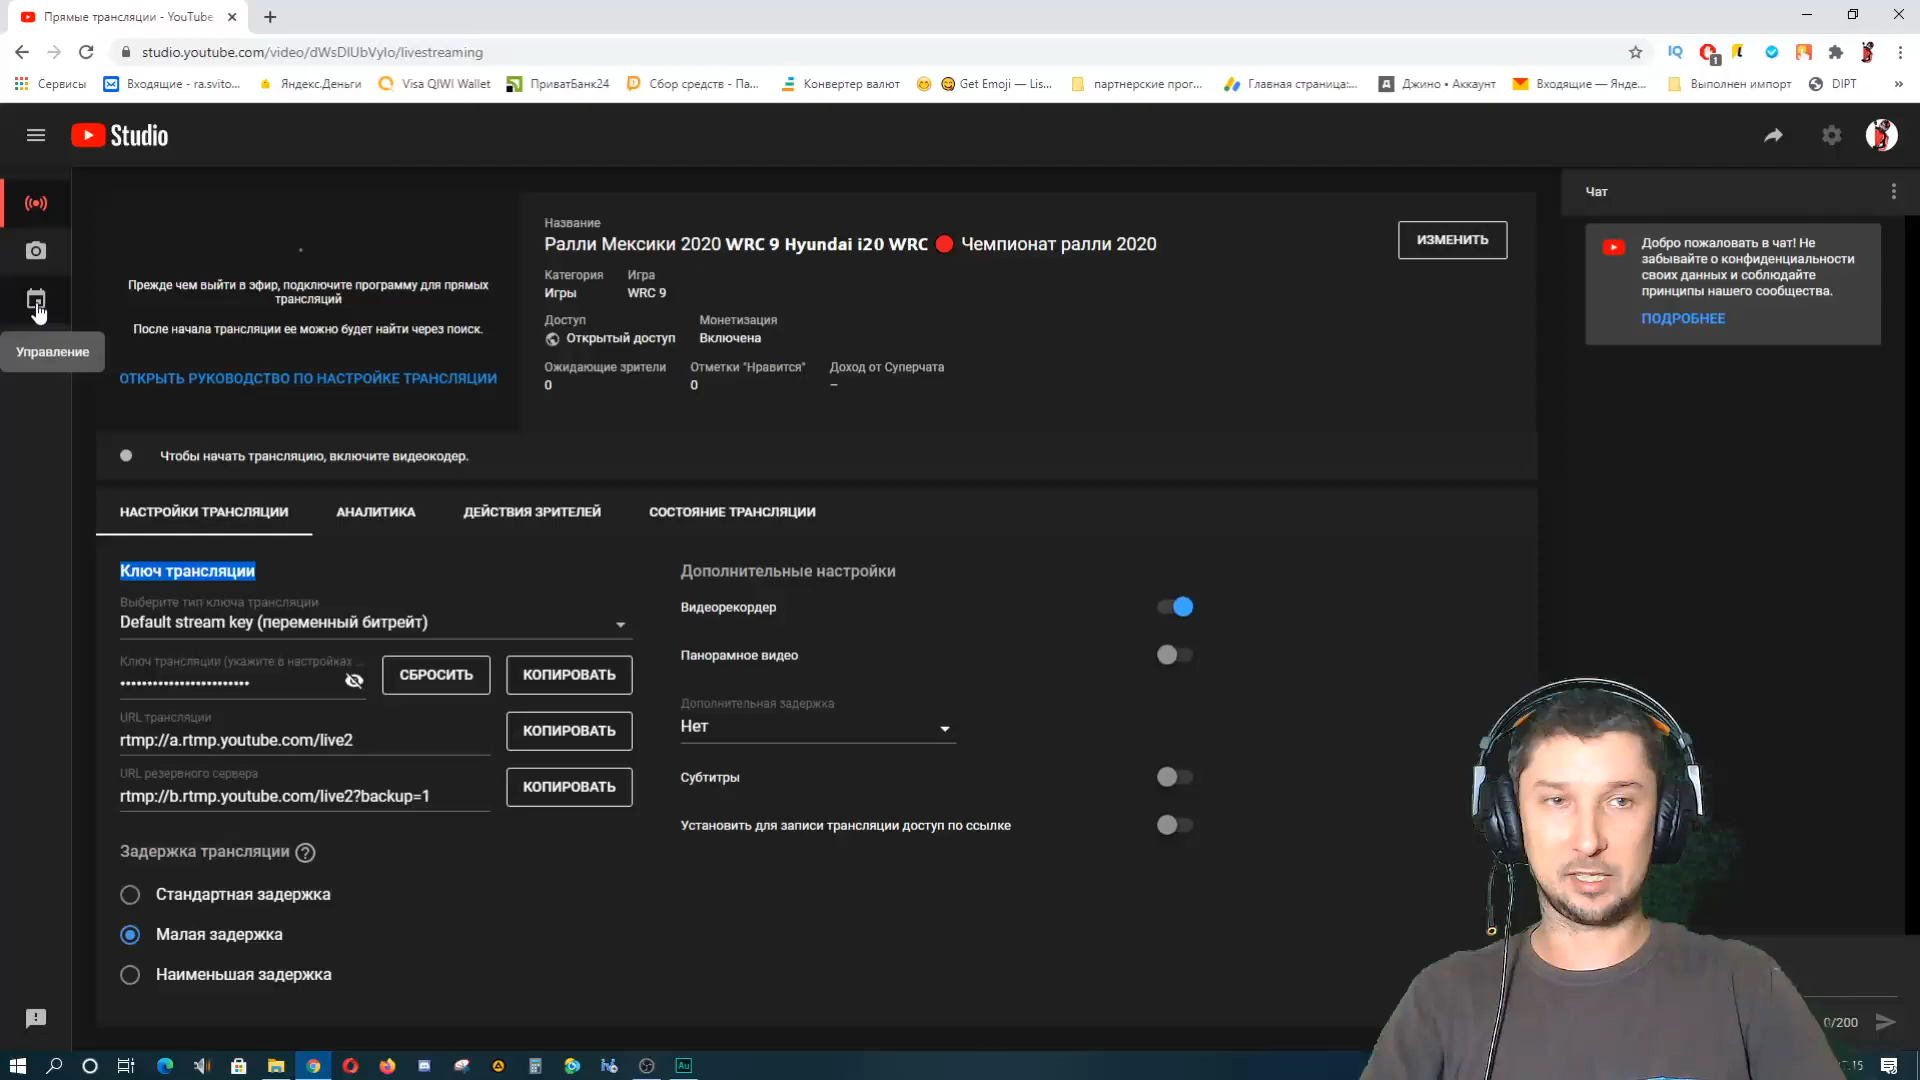 Прямые трансляции - YouTube
studio.youtube.com/video/dWsDlUbVylo/livestreaming
Сервисы
Входящие - ra.svito...
Яндекс.Деньги
Visa QIWI Wallet
ПриватБанк24
Сбор средств - Па...
Конвертер валют
Get Emoji — Lis...
партнерские прог...
Главная страница:...
Джино • Аккаунт
Входящие — Янде...
Выполнен импорт
DIPT
»
Studio
Чат
Добро пожаловать в чат! Не
забывайте о конфиденциальности
своих данных и соблюдайте
принципы нашего сообщества.
ПОДРОБНЕЕ
Управление
Прежде чем выйти в эфир, подключите программу для прямых
трансляций
После начала трансляции ее можно будет найти через поиск.
ОТКРЫТЬ РУКОВОДСТВО ПО НАСТРОЙКЕ ТРАНСЛЯЦИИ
Название
Ралли Мексики 2020 WRC 9 Hyundai i20 WRC 🔴 Чемпионат ралли 2020
ИЗМЕНИТЬ
Категория
Игра
Игры
WRC 9
Доступ
Монетизация
Открытый доступ
Включена
Ожидающие зрители
Отметки "Нравится"
Доход от Суперчата
0
0
–
Чтобы начать трансляцию, включите видеокодер.
НАСТРОЙКИ ТРАНСЛЯЦИИ
АНАЛИТИКА
ДЕЙСТВИЯ ЗРИТЕЛЕЙ
СОСТОЯНИЕ ТРАНСЛЯЦИИ
Ключ трансляции
Выберите тип ключа трансляции
Default stream key (переменный битрейт)
Ключ трансляции (укажите в настройках ...
СБРОСИТЬ
КОПИРОВАТЬ
URL трансляции
rtmp://a.rtmp.youtube.com/live2
КОПИРОВАТЬ
URL резервного сервера
rtmp://b.rtmp.youtube.com/live2?backup=1
КОПИРОВАТЬ
Задержка трансляции
Стандартная задержка
Малая задержка
Наименьшая задержка
Дополнительные настройки
Видеорекордер
Панорамное видео
Дополнительная задержка
Нет
Субтитры
Установить для записи трансляции доступ по ссылке
0/200
Au